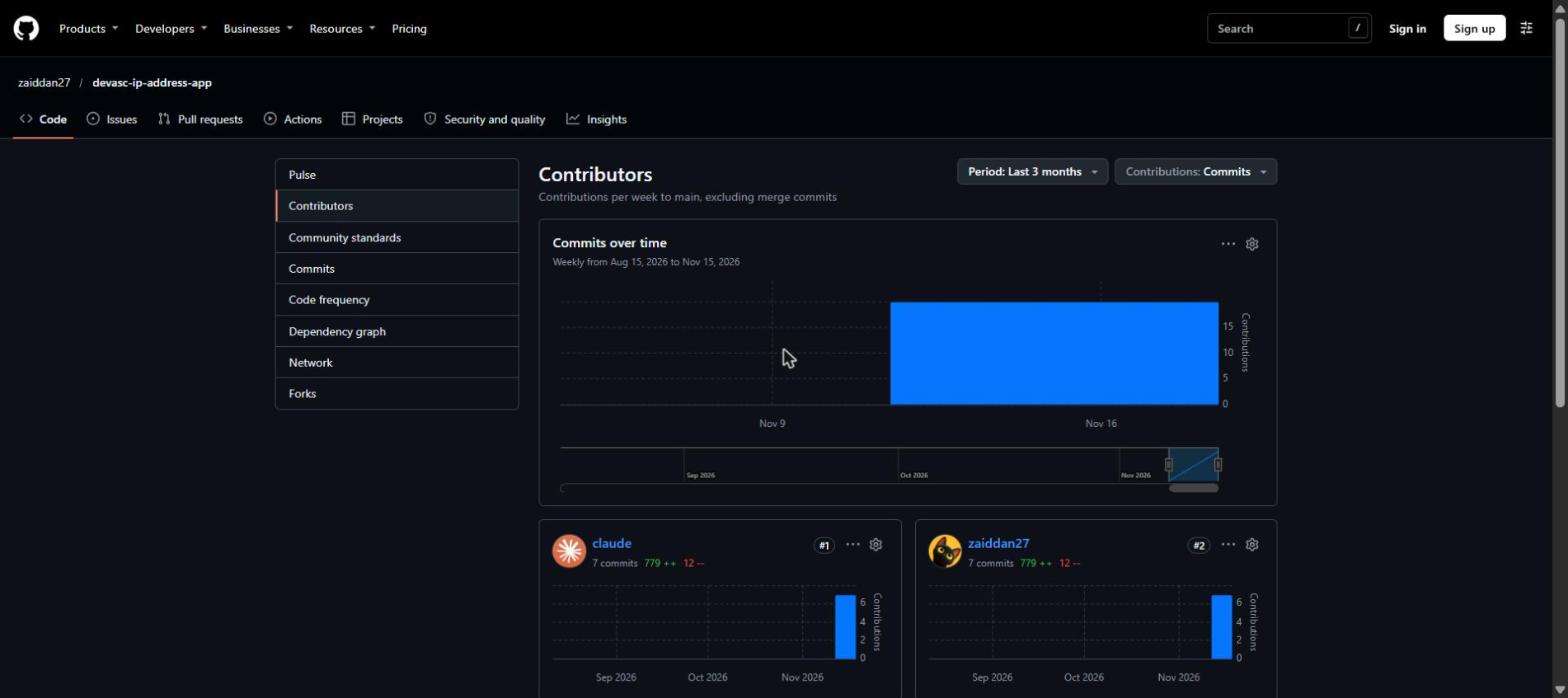 Products Developers Businesses Resources Pricing Search / Sign in Sign up
zaiddan27 / devasc-ip-address-app
Code Issues Pull requests Actions Projects Security and quality Insights
Pulse
Contributors
Community standards
Commits
Code frequency
Dependency graph
Network
Forks
Contributors
Contributions per week to main, excluding merge commits
Period: Last 3 months
Contributions: Commits
Commits over time
Weekly from Aug 15, 2026 to Nov 15, 2026
15
10
5
0
Contributions
Nov 9 Nov 16
Sep 2026 Oct 2026 Nov 2026
claude #1
7 commits 779 ++ 12 --
6
4
2
0
Contributions
Sep 2026 Oct 2026 Nov 2026
zaiddan27 #2
7 commits 779 ++ 12 --
6
4
2
0
Contributions
Sep 2026 Oct 2026 Nov 2026